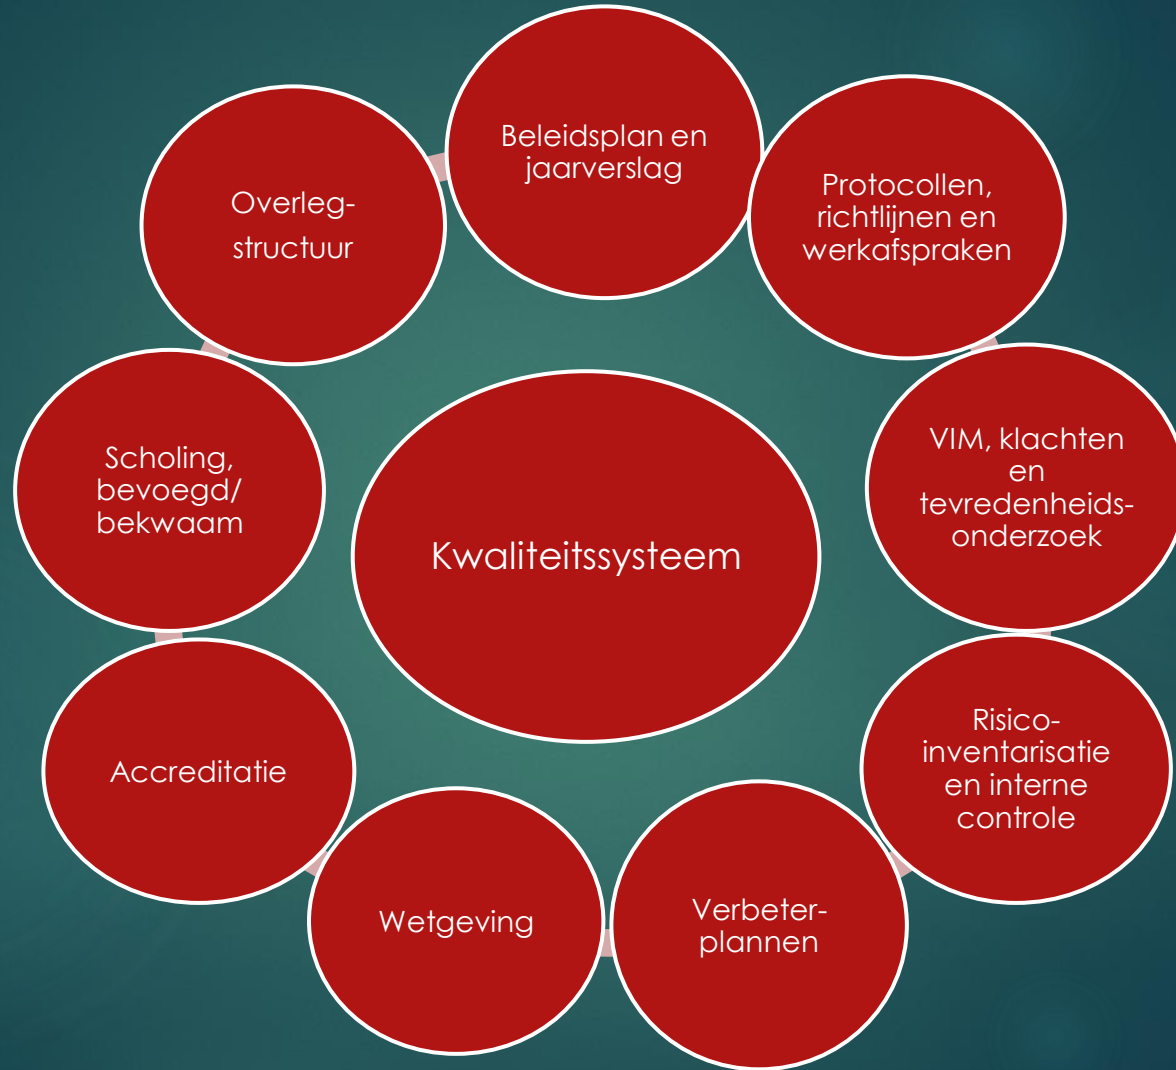 Beleidsplan en
jaarverslag
Protocollen,
richtlijnen en
werkafspraken
VIM, klachten
en
tevredenheids-
onderzoek
Risico-
inventarisatie
en interne
controle
Verbeter-
plannen
Wetgeving
Accreditatie
Scholing,
bevoegd/
bekwaam
Overleg-
structuur
Kwaliteitssysteem